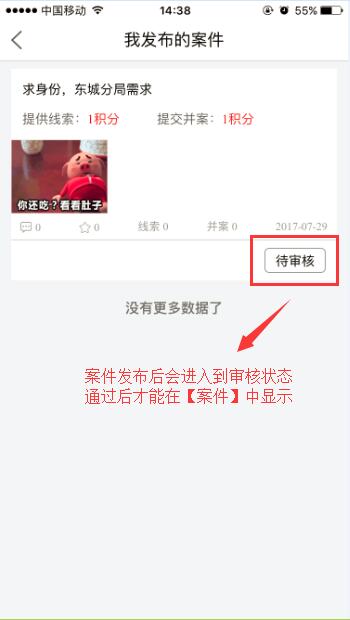 中国移动 14:38 55%
我发布的案件
求身份，东城分局需求
提供线索：1积分 提交并案：1积分
你还吃？看看肚子
0 0 线索 0 并案 0 2017-07-29
待审核
没有更多数据了
案件发布后会进入到审核状态
通过后才能在【案件】中显示